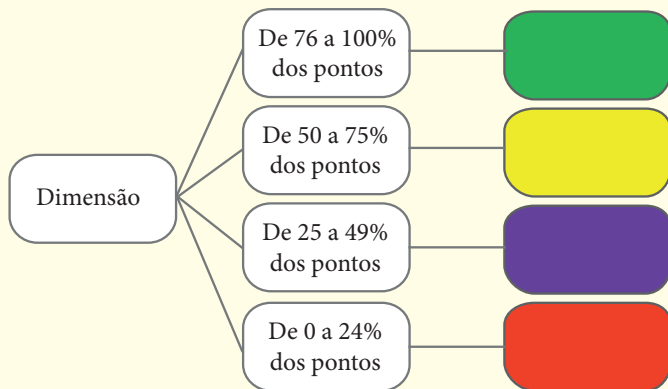 De 76 a 100%
dos pontos
De 50 a 75%
dos pontos
Dimensão
De 25 a 49%
dos pontos
De 0 a 24%
dos pontos